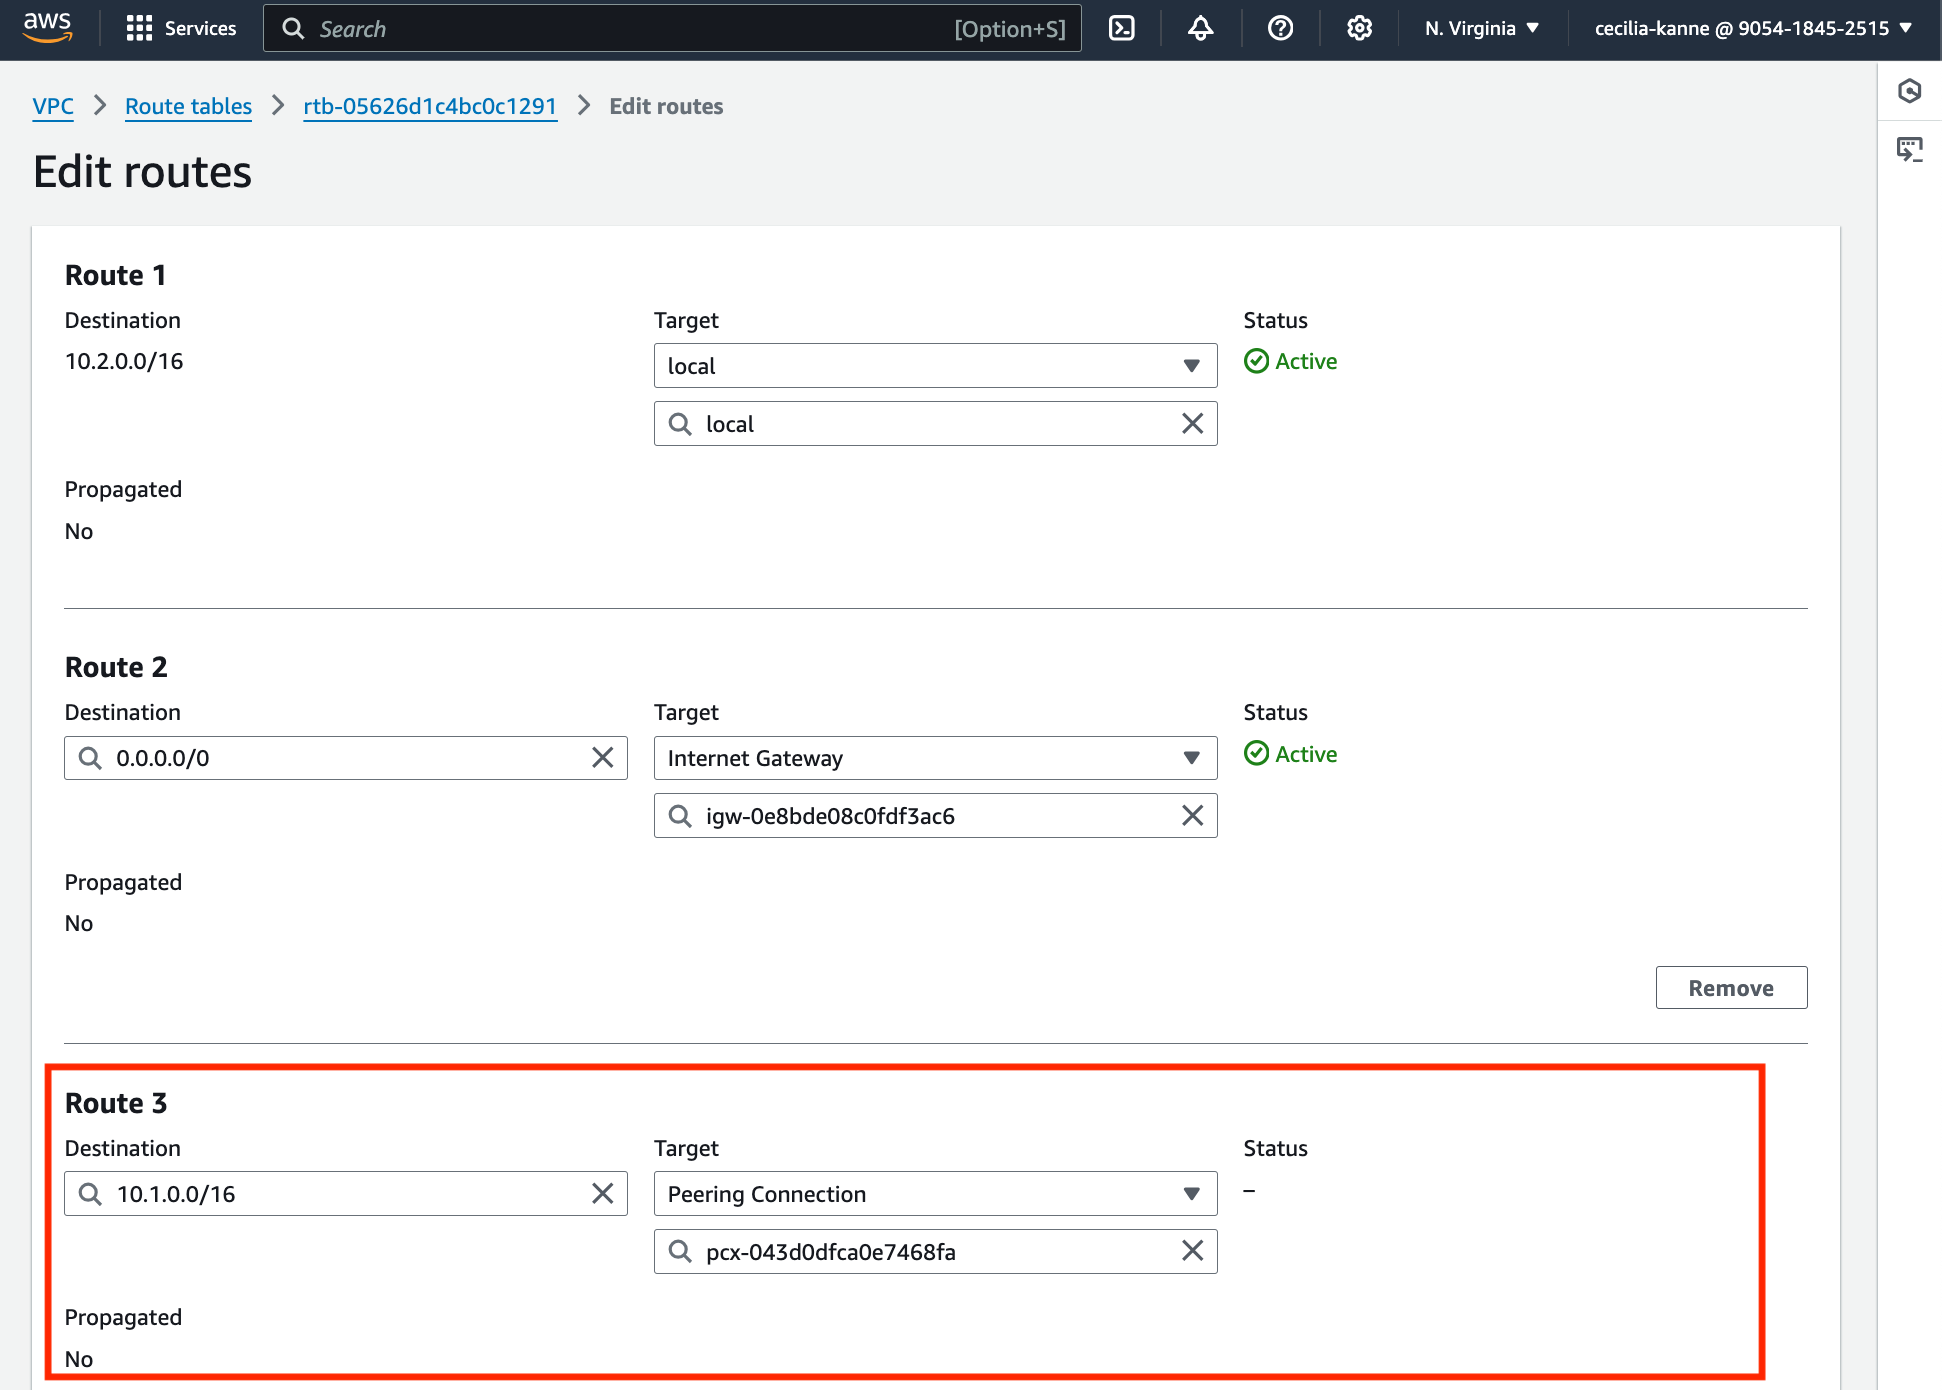 aws Services Search [Option+S] N. Virginia cecilia-kanne @ 9054-1845-2515
VPC Route tables rtb-05626d1c4bc0c1291 Edit routes
Edit routes
Route 1
Destination Target Status
10.2.0.0/16 local Active
local
Propagated
No
Route 2
Destination Target Status
0.0.0.0/0 Internet Gateway Active
igw-0e8bde08c0fdf3ac6
Propagated
No
Remove
Route 3
Destination Target Status
10.1.0.0/16 Peering Connection –
pcx-043d0dfca0e7468fa
Propagated
No